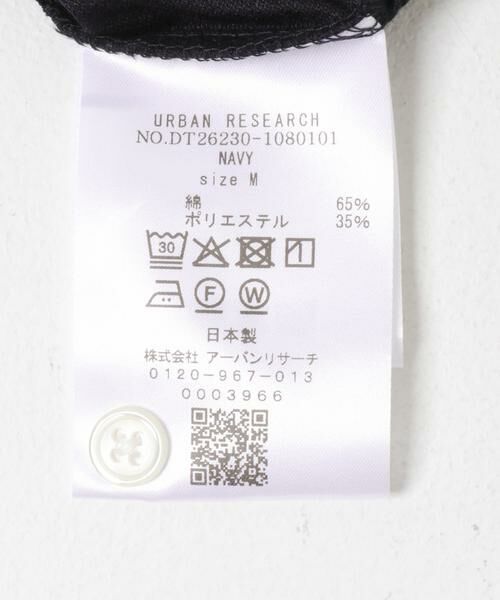 URBAN RESEARCH
NO.DT26230-1080101
NAVY
size M
綿 65%
ポリエステル 35%
30
F W
日本製
株式会社 アーバンリサーチ
0120-967-013
0003966